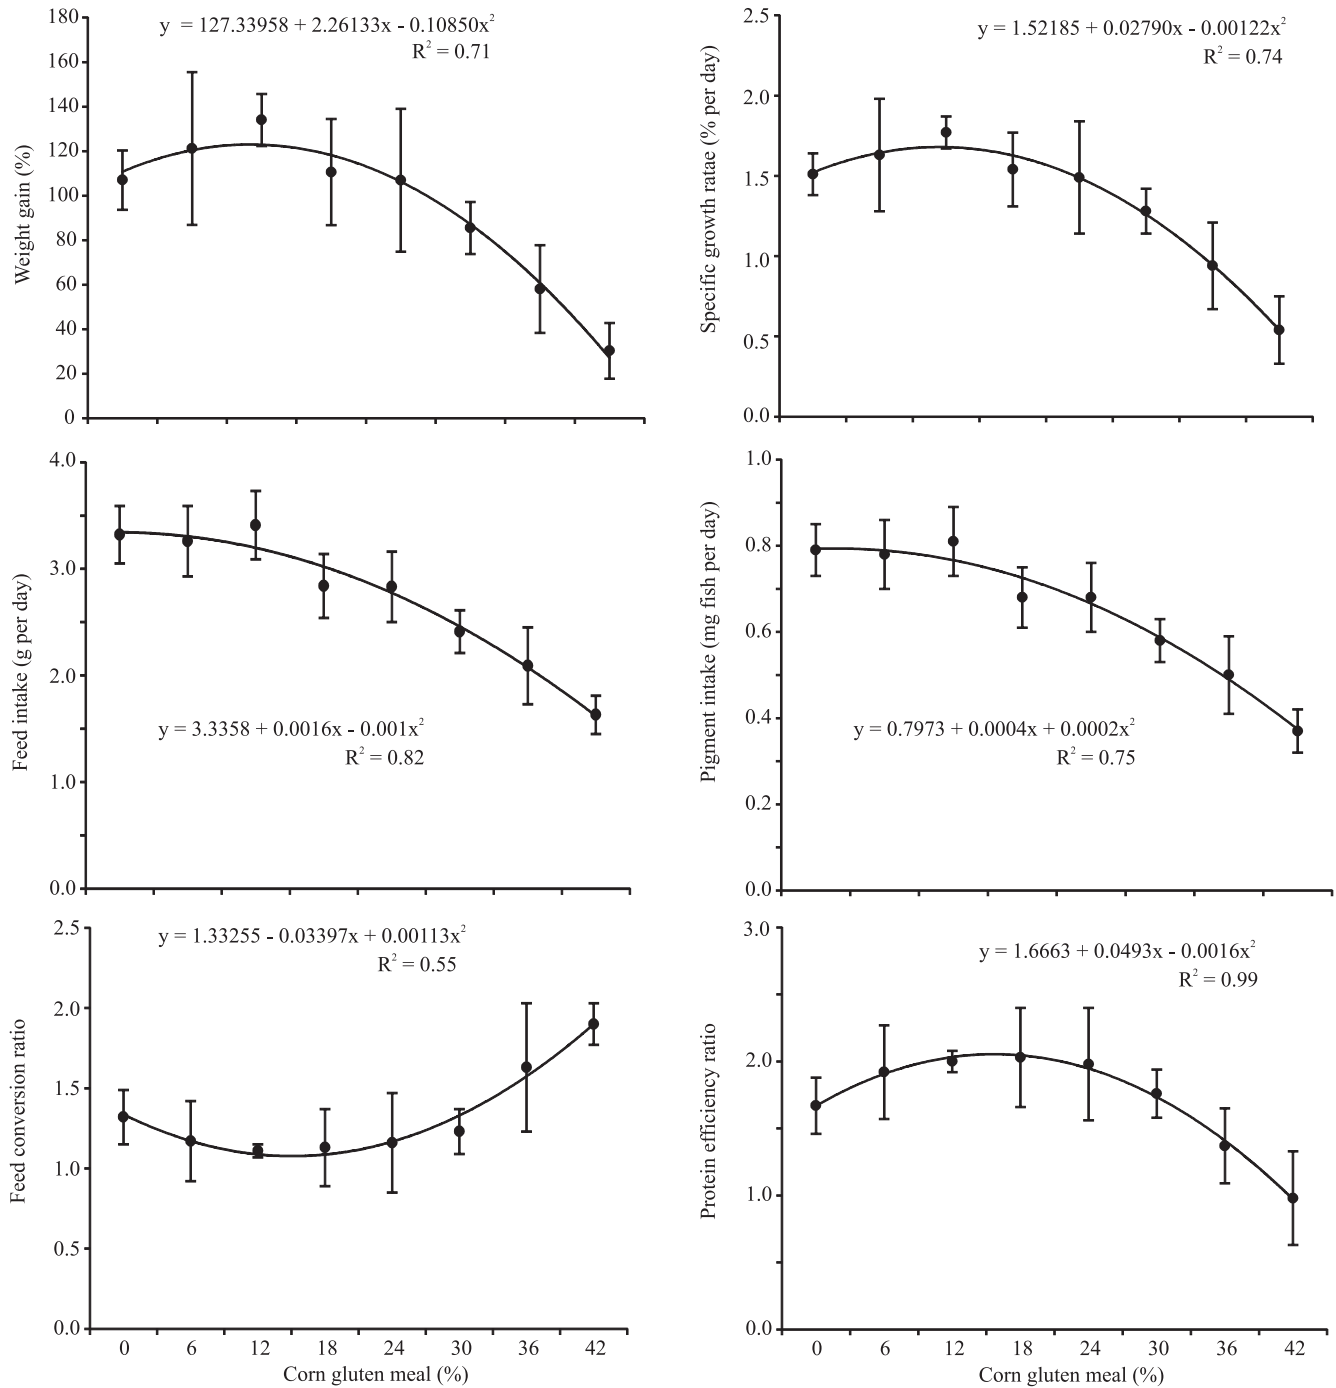 y = 127.33958 + 2.26133x - 0.10850x²
R² = 0.71
180
160
140
120
100
80
60
40
20
0
Weight gain (%)
y = 1.52185 + 0.02790x - 0.00122x²
R² = 0.74
2.5
2.0
1.5
1.0
0.5
0.0
Specific growth ratae (% per day)
4.0
3.0
2.0
1.0
0.0
Feed intake (g per day)
y = 3.3358 + 0.0016x - 0.001x²
R² = 0.82
1.0
0.8
0.6
0.4
0.2
0.0
Pigment intake (mg fish per day)
y = 0.7973 + 0.0004x + 0.0002x²
R² = 0.75
y = 1.33255 - 0.03397x + 0.00113x²
R² = 0.55
2.5
2.0
1.5
1.0
0.5
0.0
Feed conversion ratio
0 6 12 18 24 30 36 42
Corn gluten meal (%)
y = 1.6663 + 0.0493x - 0.0016x²
R² = 0.99
3.0
2.0
1.0
0.0
Protein efficiency ratio
0 6 12 18 24 30 36 42
Corn gluten meal (%)